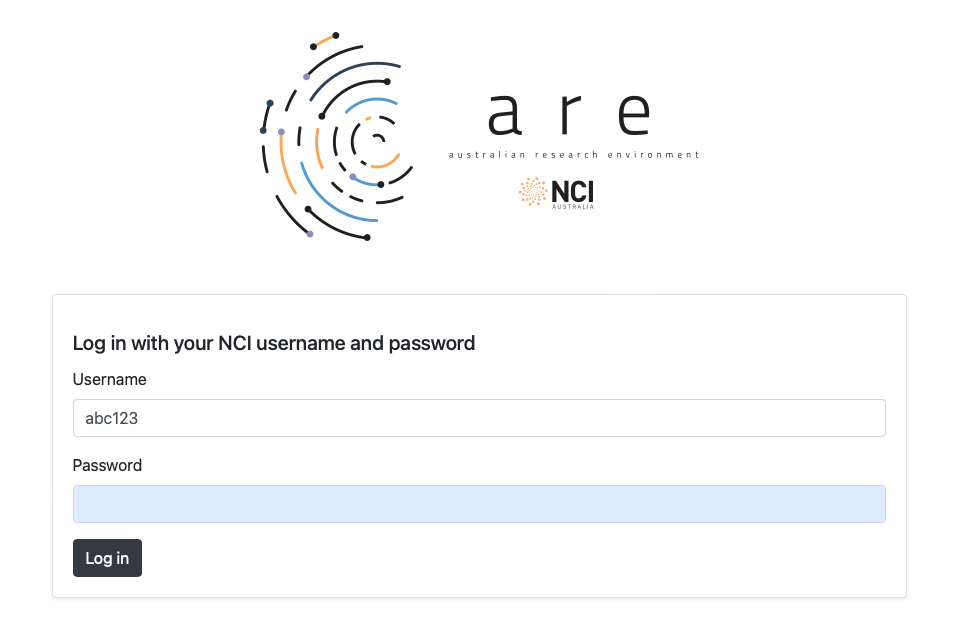 are
australian research environment
NCI
AUSTRALIA
Log in with your NCI username and password
Username
abc123
Password
Log in